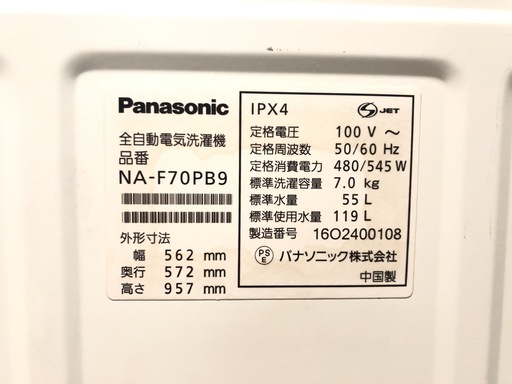 Panasonic
全自動電気洗濯機
品番
NA-F70PB9
外形寸法
幅 562 mm
奥行 572 mm
高さ 957 mm
IPX4
S JET
定格電圧 100 V ～
定格周波数 50/60 Hz
定格消費電力 480/545 W
標準洗濯容量 7.0 kg
標準水量 55 L
標準使用水量 119 L
製造番号 16O2400108
PS E パナソニック株式会社
中国製